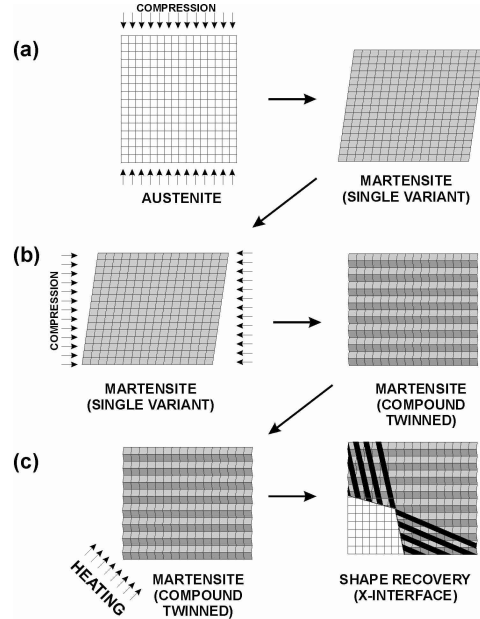 COMPRESSION
(a)
AUSTENITE
MARTENSITE
(SINGLE VARIANT)
(b)
COMPRESSION
MARTENSITE
(SINGLE VARIANT)
MARTENSITE
(COMPOUND
TWINNED)
(c)
HEATING
MARTENSITE
(COMPOUND
TWINNED)
SHAPE RECOVERY
(X-INTERFACE)